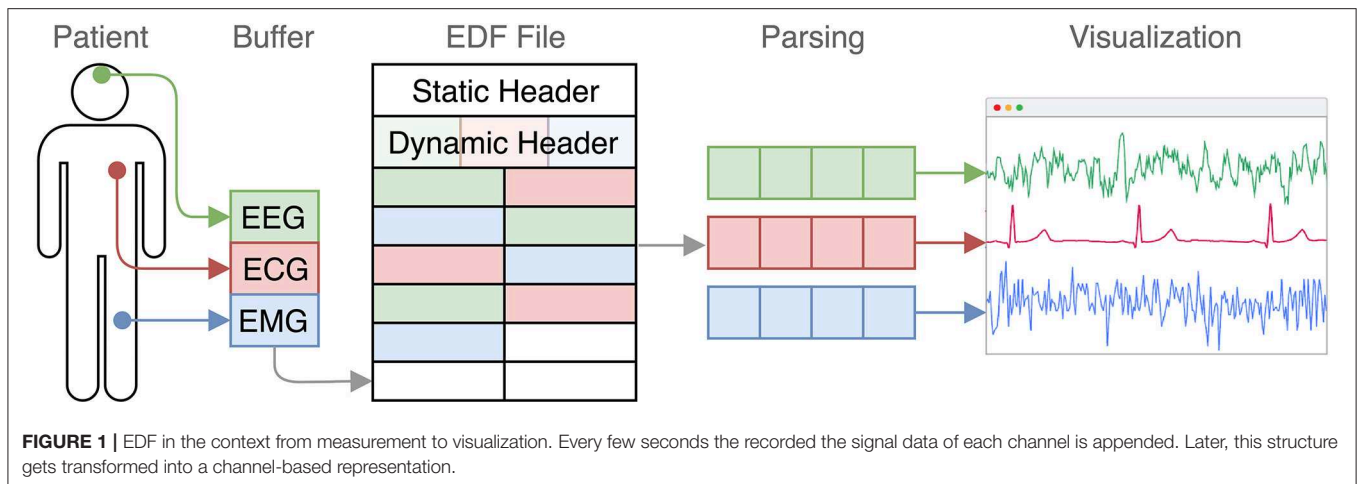 Patient
Buffer
EDF File
Parsing
Visualization
Static Header
Dynamic Header
EEG
ECG
EMG
FIGURE 1 | EDF in the context from measurement to visualization. Every few seconds the recorded the signal data of each channel is appended. Later, this structure
gets transformed into a channel-based representation.